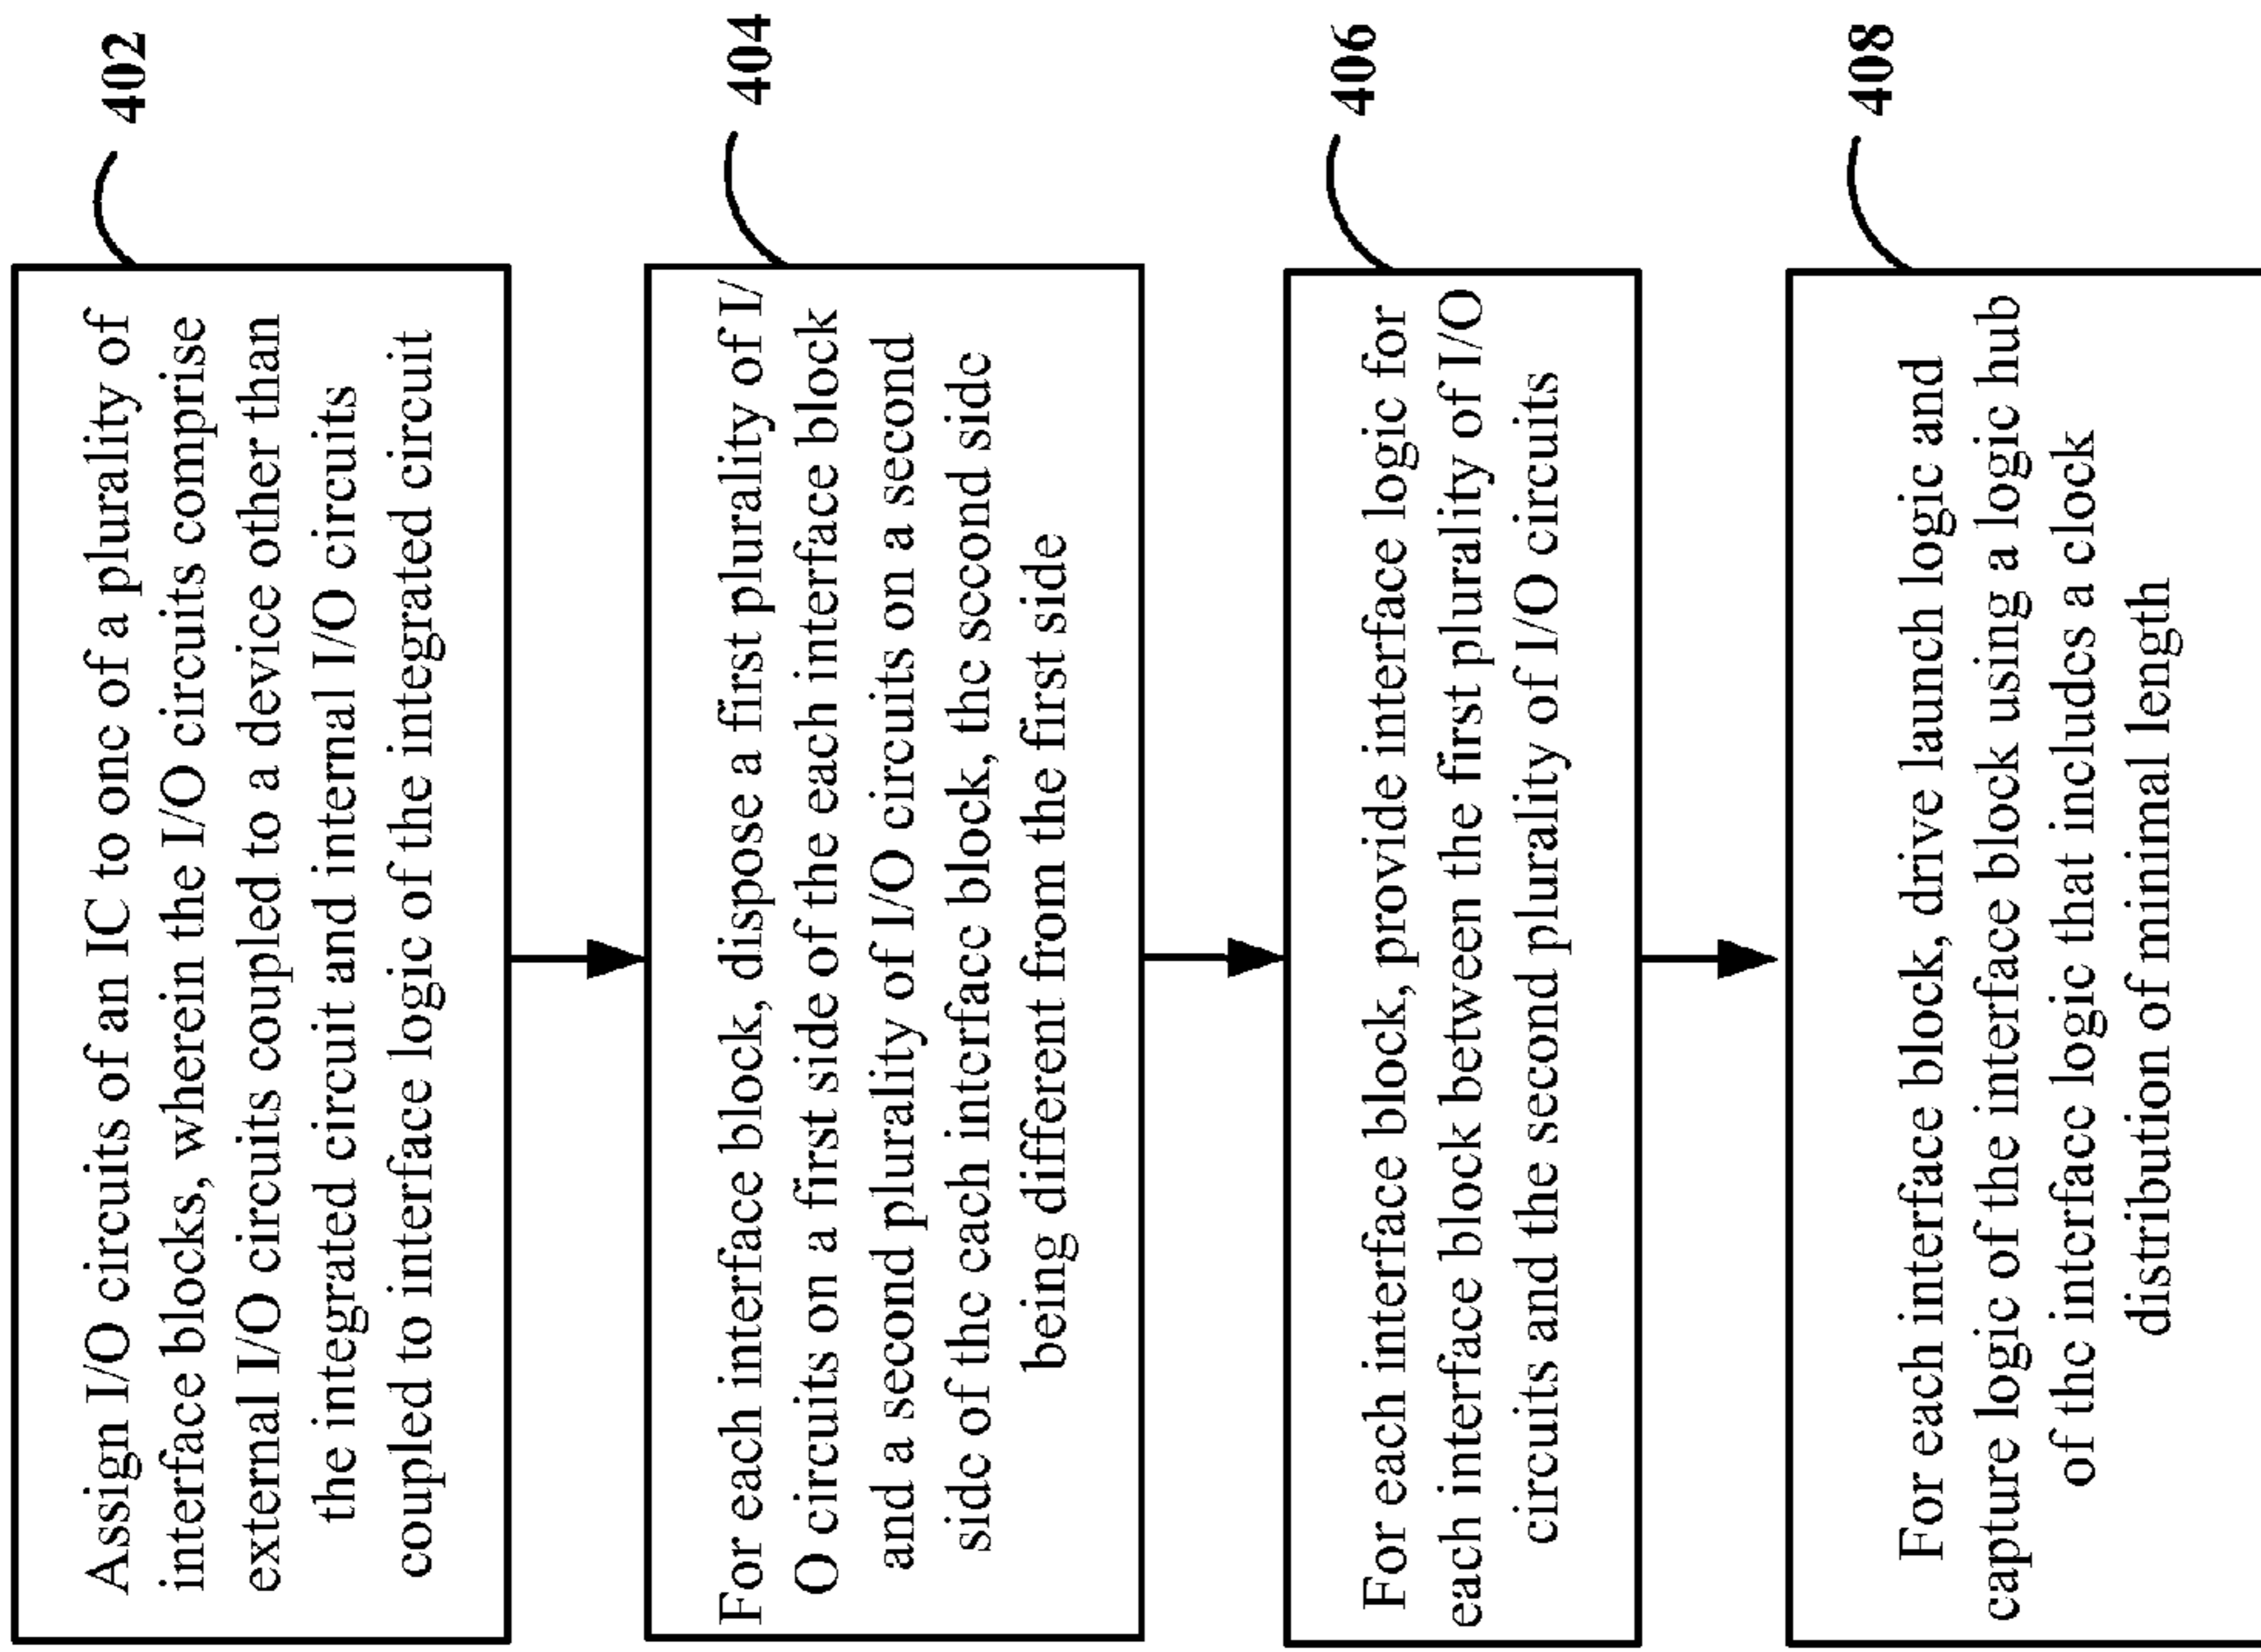 Assign I/O circuits of an IC to one of a plurality of
interface blocks, wherein the I/O circuits comprise
external I/O circuits coupled to a device other than
the integrated circuit and internal I/O circuits
coupled to interface logic of the integrated circuit
402
For each interface block, dispose a first plurality of I/
O circuits on a first side of the each interface block
and a second plurality of I/O circuits on a second
side of the each interface block, the second side
being different from the first side
404
For each interface block, provide interface logic for
each interface block between the first plurality of I/O
circuits and the second plurality of I/O circuits
406
For each interface block, drive launch logic and
capture logic of the interface block using a logic hub
of the interface logic that includes a clock
distribution of minimal length
408